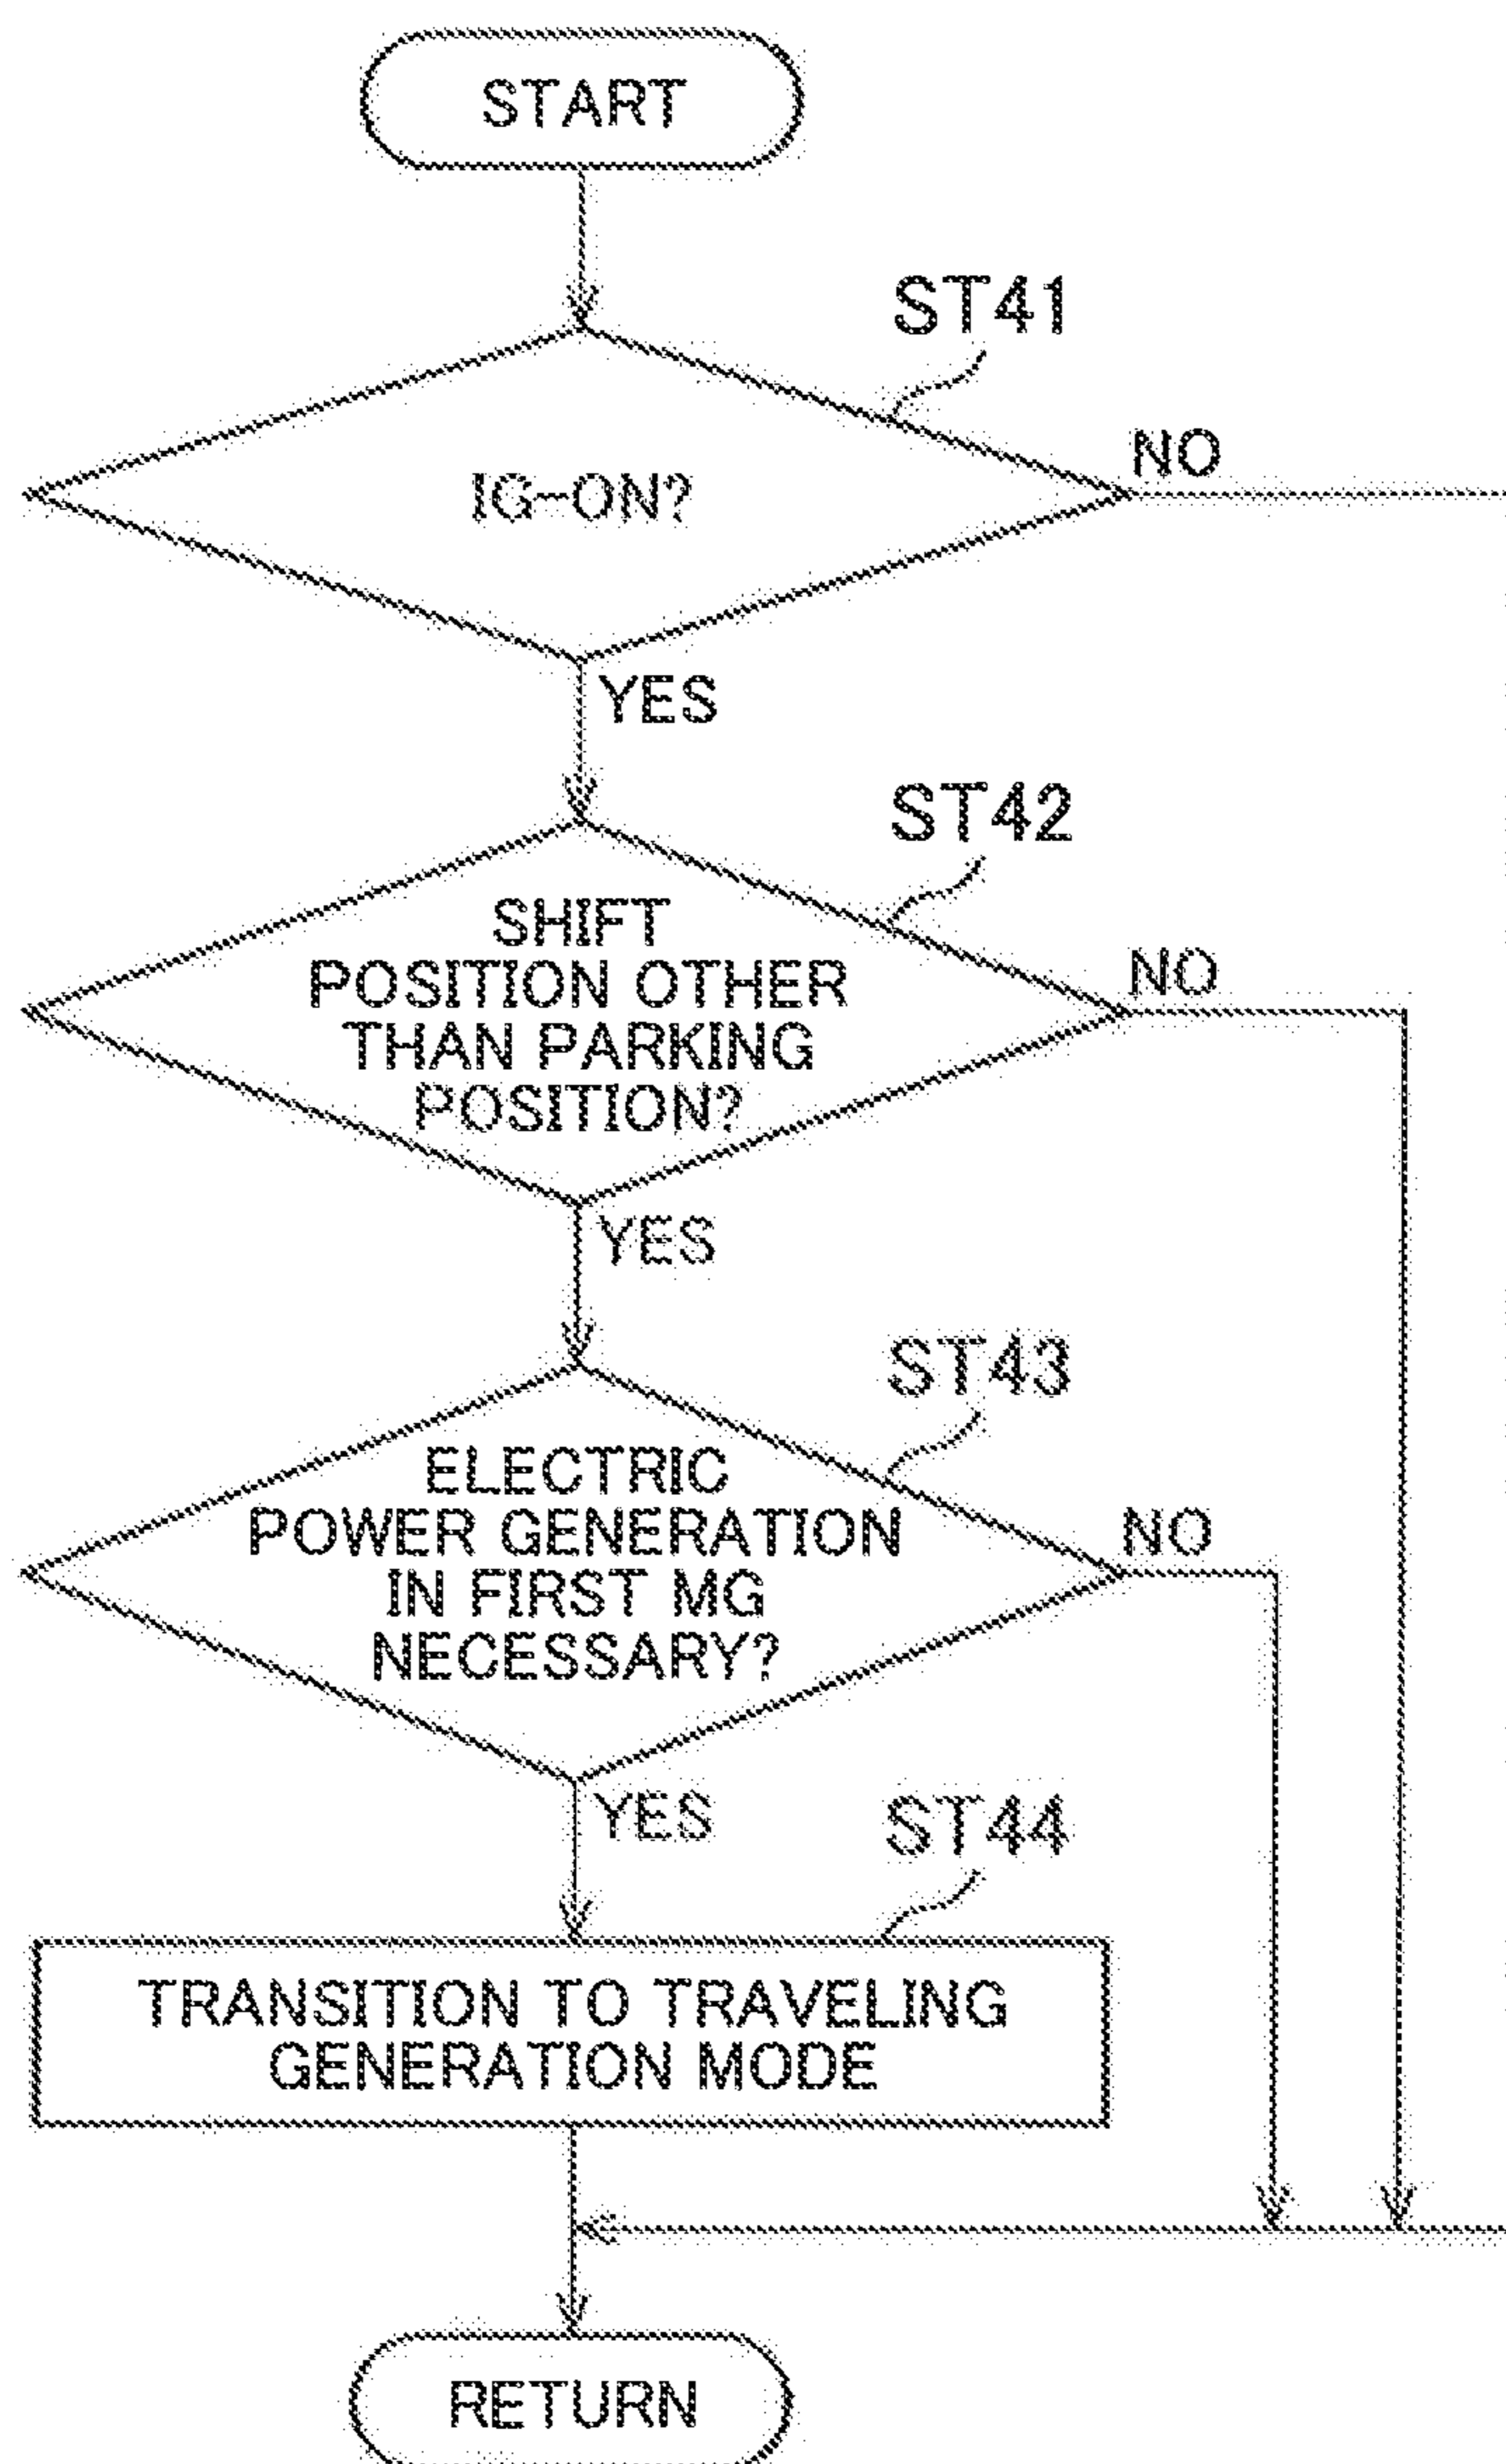 START
ST41
IG-ON?
NO
YES
ST42
SHIFT
POSITION OTHER
THAN PARKING
POSITION?
NO
YES
ST43
ELECTRIC
POWER GENERATION
IN FIRST MG
NECESSARY?
NO
YES
ST44
TRANSITION TO TRAVELING
GENERATION MODE
RETURN